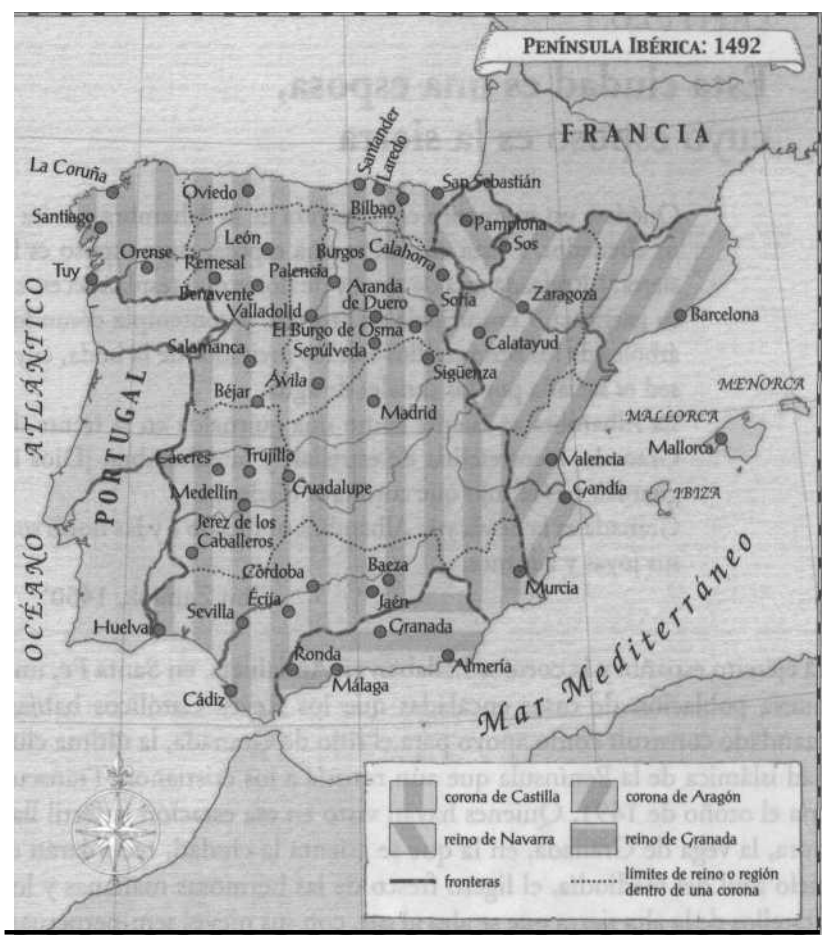 PENÍNSULA IBÉRICA: 1492
FRANCIA
Santander
Laredo
La Coruña
Oviedo
Bilbao
San Sebastián
Santiago
Pamplona
León
Sos
Orense
Burgos
Calahorra
Tuy
Remesal
Palencia
Benavente
Aranda
de Duero
Soria
Zaragoza
Valladolid
Barcelona
El Burgo de Osma
Calatayud
Salamanca
Sepúlveda
Sigüenza
Béjar
Ávila
MENORCA
Madrid
MALLORCA
Mallorca
OCÉANO ATLÁNTICO
PORTUGAL
Cáceres
Trujillo
Valencia
Medellín
Guadalupe
Gandía
IBIZA
Jerez de los
Caballeros
Córdoba
Baeza
Murcia
Écija
Jaén
Sevilla
Huelva
Granada
Ronda
Almería
Málaga
Cádiz
Mar Mediterráneo
corona de Castilla
corona de Aragón
reino de Navarra
reino de Granada
fronteras
límites de reino o región
dentro de una corona